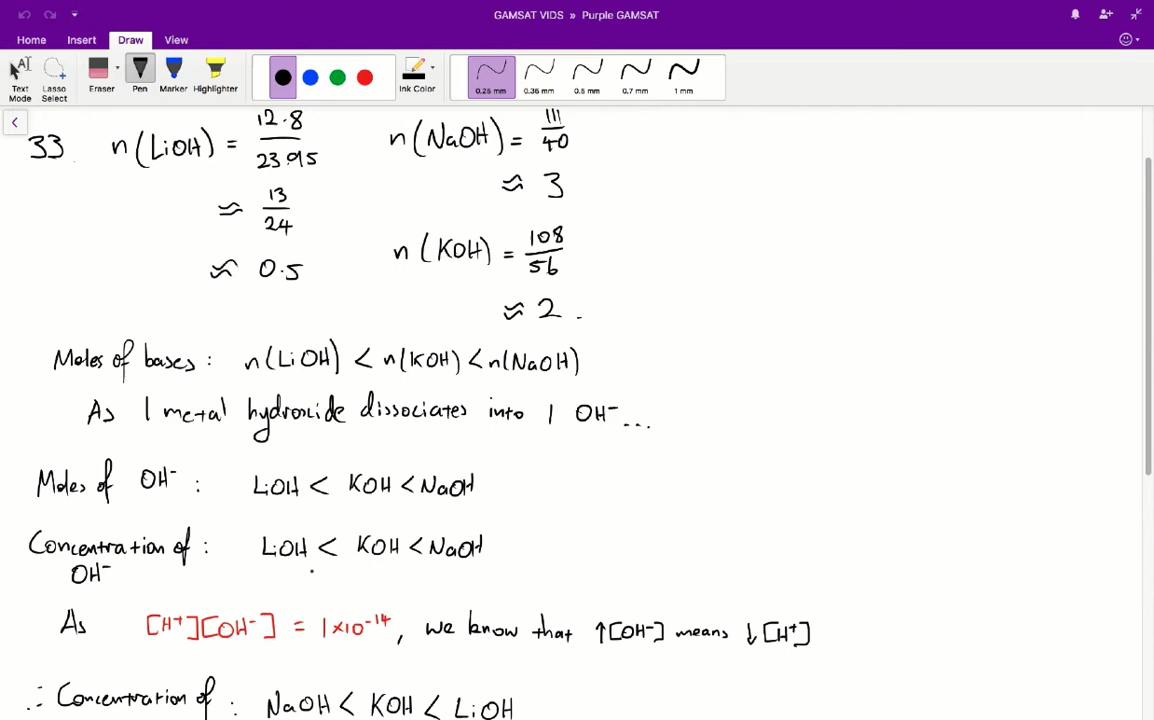 GAMSAT VIDS » Purple GAMSAT
Home Insert Draw View
Text Mode
Lasso Select
Eraser
Pen
Marker
Highlighter
Ink Color
0.25 mm
0.35 mm
0.5 mm
0.7 mm
1 mm
33 n(LiOH) = 12.8 / 23.95
≈ 13 / 24
≈ 0.5
n(NaOH) = 111 / 40
≈ 3
n(KOH) = 108 / 56
≈ 2.
Moles of bases: n(LiOH) < n(KOH) < n(NaOH)
As 1 metal hydroxide dissociates into 1 OH⁻...
Moles of OH⁻: LiOH < KOH < NaOH
Concentration of: LiOH < KOH < NaOH
OH⁻
As [H⁺][OH⁻] = 1×10⁻¹⁴, we know that ↑[OH⁻] means ↓[H⁺]
∴ Concentration of: NaOH < KOH < LiOH